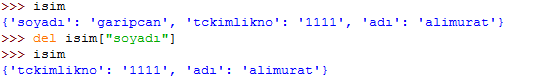 >>> isim
{'soyadı': 'garipcan', 'tckimlikno': '1111', 'adı': 'alimurat'}
>>> del isim["soyadı"]
>>> isim
{'tckimlikno': '1111', 'adı': 'alimurat'}